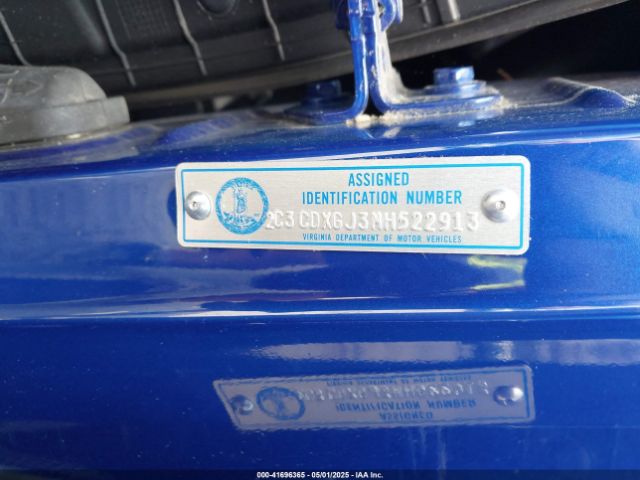 ASSIGNED
IDENTIFICATION NUMBER
2C3CDXGJ3MH522913
VIRGINIA DEPARTMENT OF MOTOR VEHICLES
000-41696365 - 05/01/2025 - IAA Inc.